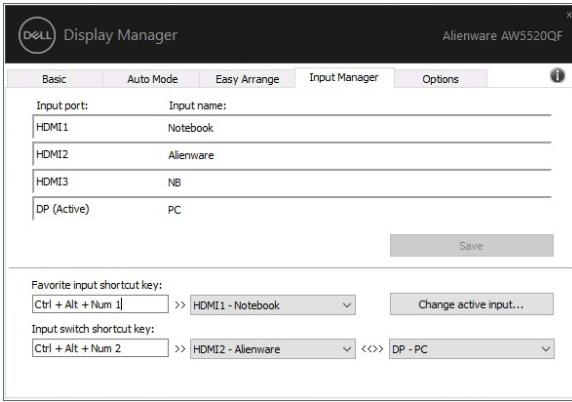 DELL Display Manager Alienware AW5520QF
x
Basic Auto Mode Easy Arrange Input Manager Options i
Input port: Input name:
HDMI1 Notebook
HDMI2 Alienware
HDMI3 NB
DP (Active) PC
Save
Favorite input shortcut key:
Ctrl + Alt + Num 1 >> HDMI1 - Notebook Change active input...
Input switch shortcut key:
Ctrl + Alt + Num 2 >> HDMI2 - Alienware <<>> DP - PC